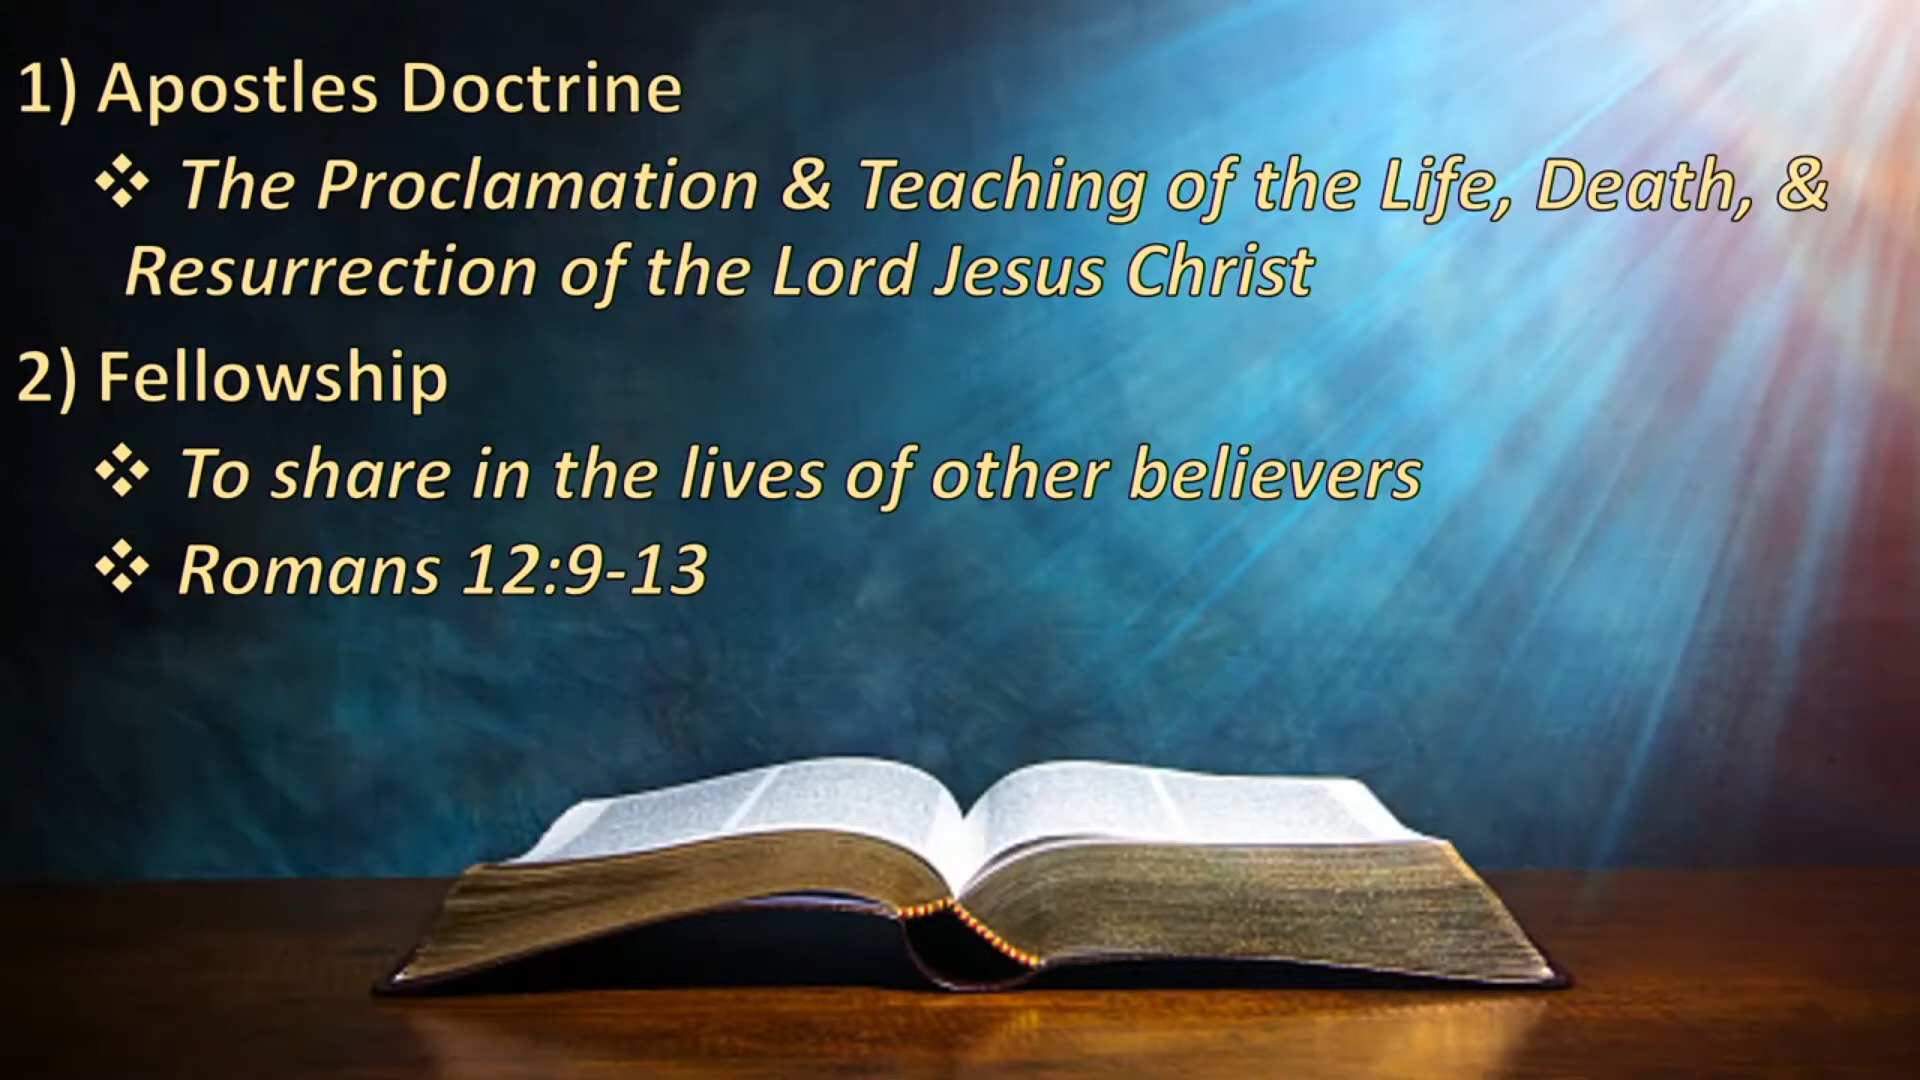 1) Apostles Doctrine
❖ The Proclamation & Teaching of the Life, Death, &
Resurrection of the Lord Jesus Christ
2) Fellowship
❖ To share in the lives of other believers
❖ Romans 12:9-13